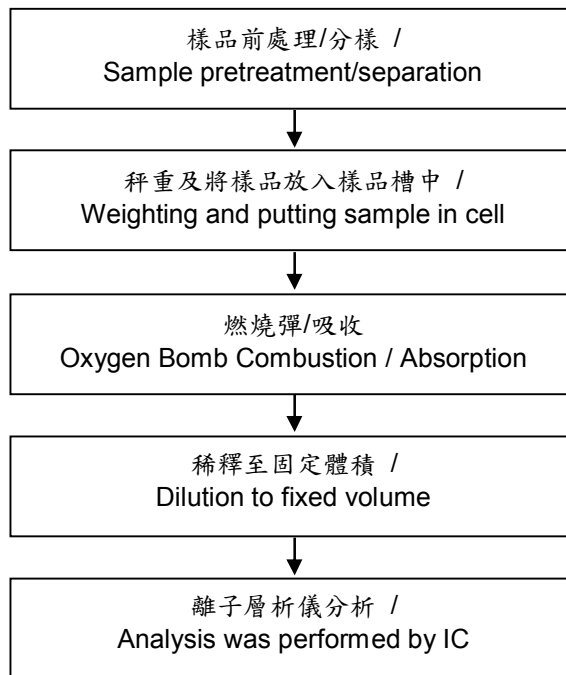 樣品前處理/分樣 /
Sample pretreatment/separation
秤重及將樣品放入樣品槽中 /
Weighting and putting sample in cell
燃燒彈/吸收
Oxygen Bomb Combustion / Absorption
稀釋至固定體積 /
Dilution to fixed volume
離子層析儀分析 /
Analysis was performed by IC